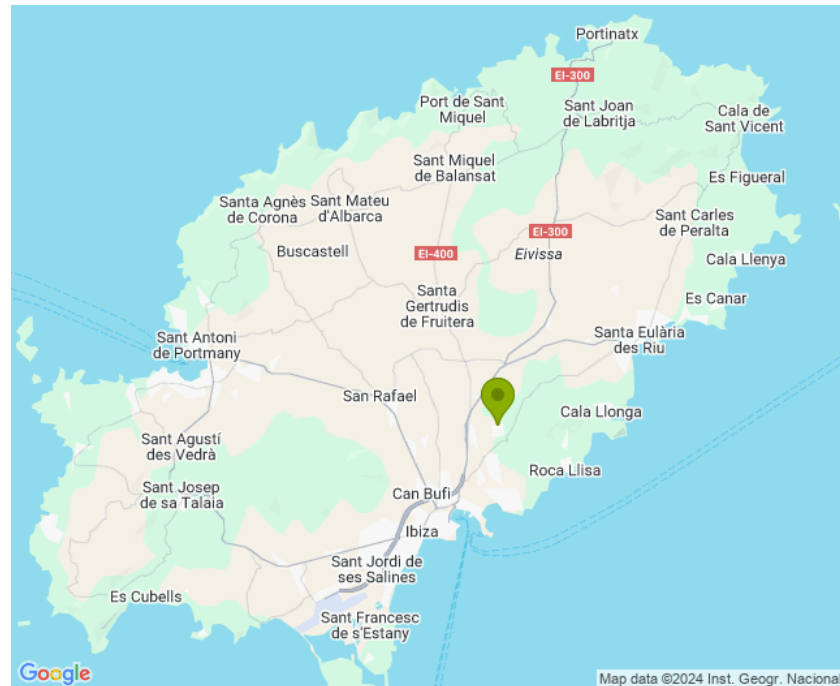 Portinatx
EI-300
Port de Sant
Miquel
Sant Joan
de Labritja
Cala de
Sant Vicent
Sant Miquel
de Balansat
Es Figueral
Santa Agnès
de Corona
Sant Mateu
d'Albarca
Sant Carles
de Peralta
EI-300
Buscastell
EI-400
Eivissa
Cala Llenya
Santa
Gertrudis
de Fruitera
Es Canar
Sant Antoni
de Portmany
Santa Eulària
des Riu
San Rafael
Cala Llonga
Sant Agustí
des Vedrà
Roca Llisa
Sant Josep
de sa Talaia
Can Bufi
Ibiza
Sant Jordi de
ses Salines
Es Cubells
Sant Francesc
de s'Estany
Google
Map data ©2024 Inst. Geogr. Nacional